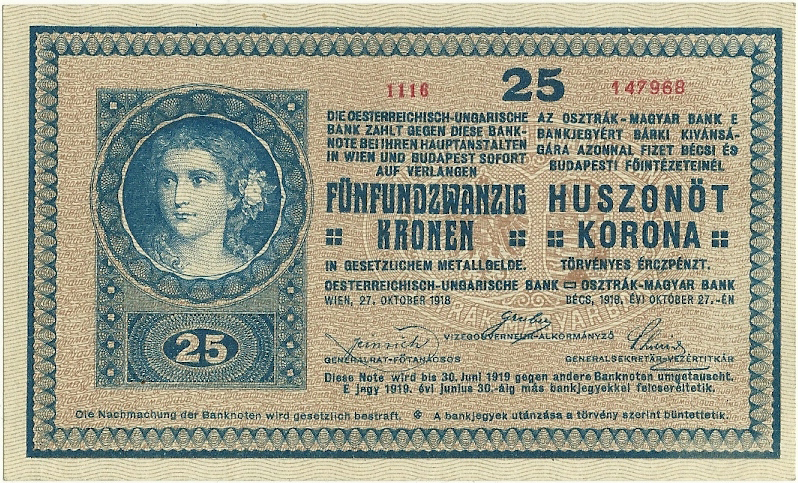 1116 25 147968
DIE OESTERREICHISCH-UNGARISCHE
BANK ZAHLT GEGEN DIESE BANK-
NOTE BEI IHREN HAUPTANSTALTEN
IN WIEN UND BUDAPEST SOFORT
AUF VERLANGEN
FÜNFUNDZWANZIG
KRONEN
IN GESETZLICHEM METALLGELDE.
OESTERREICHISCH-UNGARISCHE BANK
WIEN, 27. OKTOBER 1918
AZ OSZTRÁK-MAGYAR BANK E
BANKJEGYÉRT BÁRKI KIVÁNSÁ-
GÁRA AZONNAL FIZET BÉCSI ÉS
BUDAPESTI FŐINTÉZETEINÉL
HUSZONÖT
KORONA
TÖRVÉNYES ÉRCZPÉNZT.
OSZTRÁK-MAGYAR BANK
BÉCS, 1918. ÉVI OKTÓBER 27.-ÉN
25
Gruber
VIZEGOUVERNEUR-ALKORMÁNYZÓ
GENERALRAT-FŐTANÁCSOS
GENERALSEKRETÄR-VEZÉRTITKÁR
Diese Note wird bis 30. Juni 1919 gegen andere Banknoten umgetauscht.
E jegy 1919. évi junius 30.-áig más bankjegyekkel felcseréltetik.
Die Nachmachung der Banknoten wird gesetzlich bestraft. A bankjegyek utánzása a törvény szerint büntettetik.